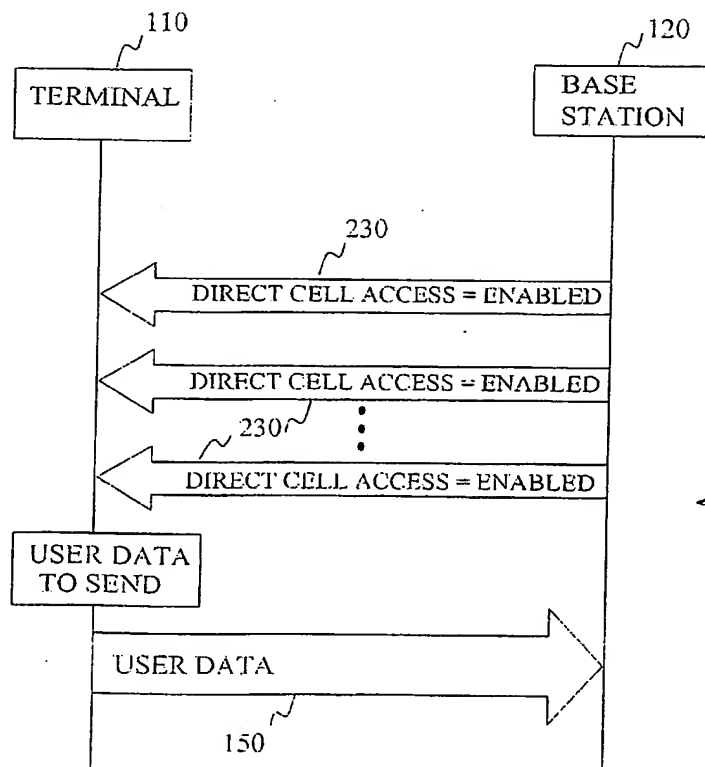 110
120
TERMINAL
BASE
STATION
230
DIRECT CELL ACCESS = ENABLED
DIRECT CELL ACCESS = ENABLED
230
DIRECT CELL ACCESS = ENABLED
USER DATA
TO SEND
USER DATA
150